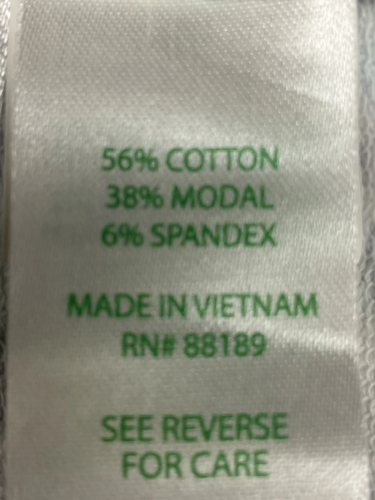 56% COTTON
38% MODAL
6% SPANDEX
MADE IN VIETNAM
RN# 88189
SEE REVERSE
FOR CARE